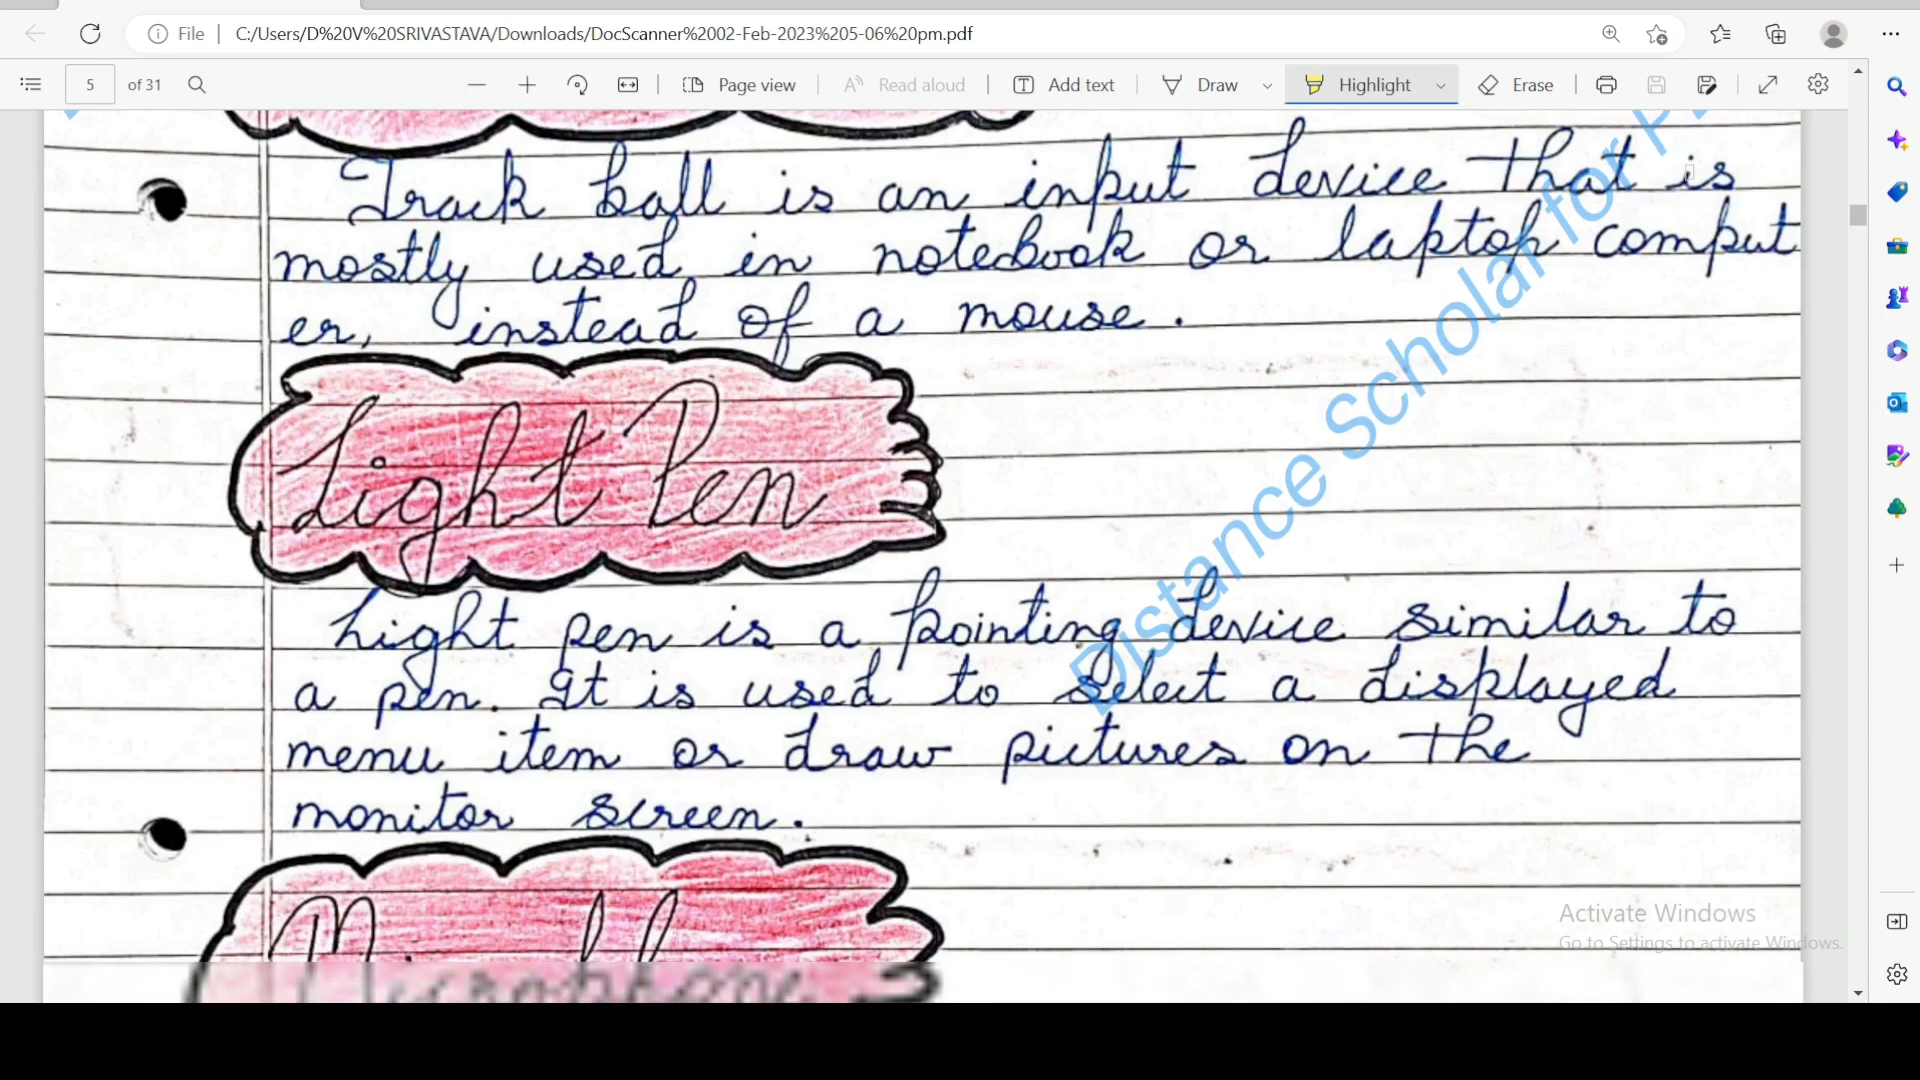 File
C:/Users/D%20V%20SRIVASTAVA/Downloads/DocScanner%2002-Feb-2023%205-06%20pm.pdf
5 of 31
Page view
Read aloud
Add text
Draw
Highlight
Erase
Track ball is an input device that is
mostly used in notebook or laptop comput
er, instead of a mouse.
Light Pen
Light pen is a pointing device similar to
a pen. It is used to select a displayed
menu item or draw pictures on the
monitor screen.
Microphone
Distance Scholar for
Activate Windows
Go to Settings to activate Windows.